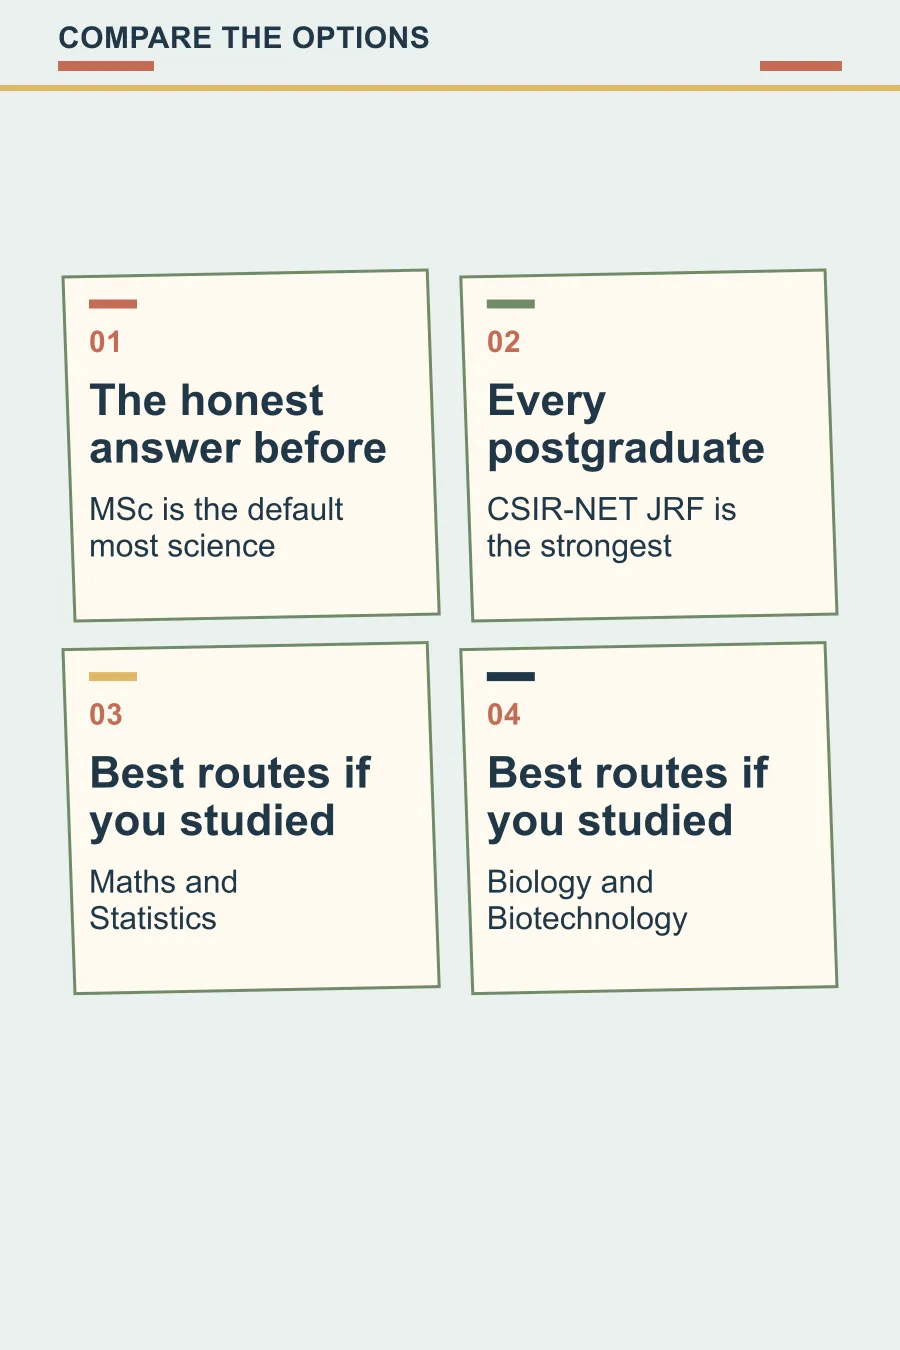 COMPARE THE OPTIONS
01
The honest
answer before
MSc is the default
most science
02
Every
postgraduate
CSIR-NET JRF is
the strongest
03
Best routes if
you studied
Maths and
Statistics
04
Best routes if
you studied
Biology and
Biotechnology